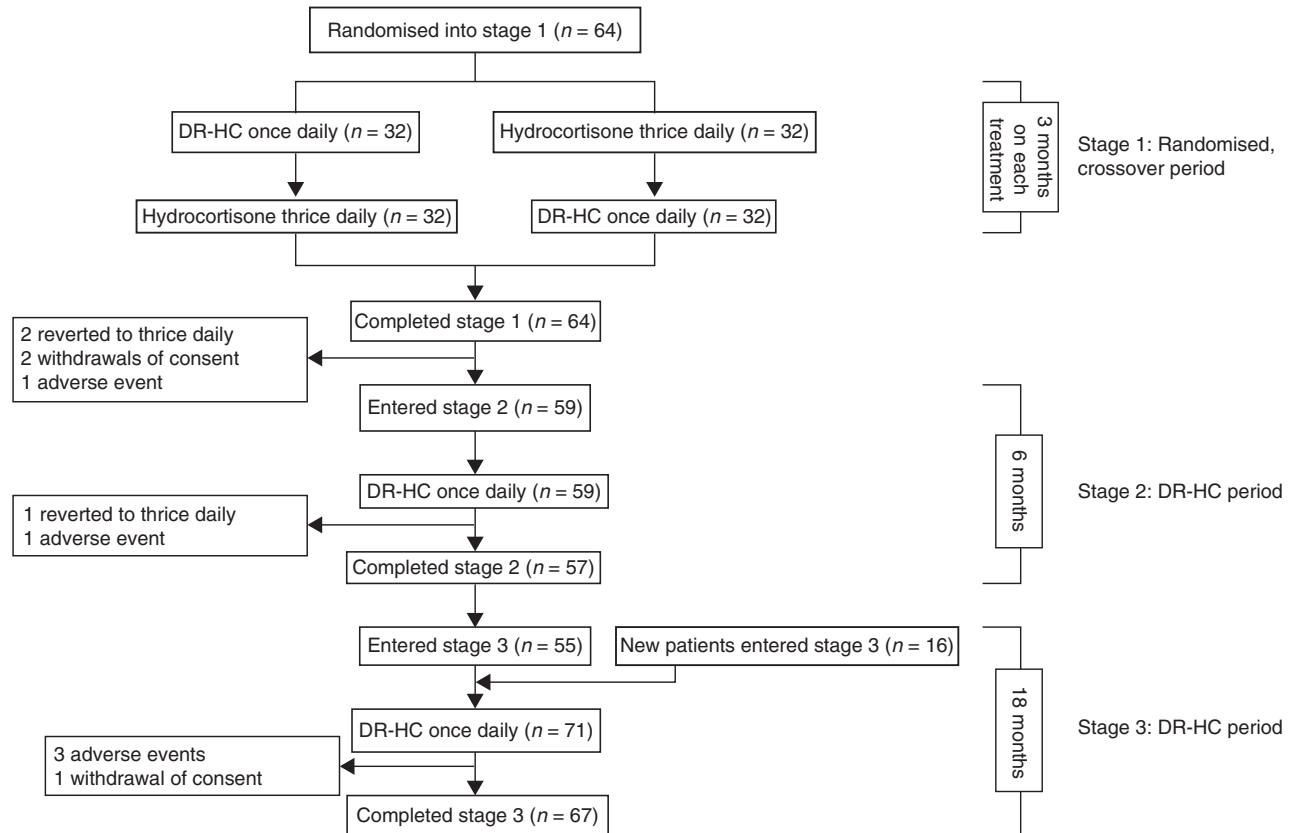 Randomised into stage 1 (n = 64)
DR-HC once daily (n = 32)
Hydrocortisone thrice daily (n = 32)
3 months
on each
treatment
Stage 1: Randomised,
crossover period
Hydrocortisone thrice daily (n = 32)
DR-HC once daily (n = 32)
Completed stage 1 (n = 64)
2 reverted to thrice daily
2 withdrawals of consent
1 adverse event
Entered stage 2 (n = 59)
DR-HC once daily (n = 59)
6 months
Stage 2: DR-HC period
1 reverted to thrice daily
1 adverse event
Completed stage 2 (n = 57)
Entered stage 3 (n = 55)
New patients entered stage 3 (n = 16)
DR-HC once daily (n = 71)
18 months
Stage 3: DR-HC period
3 adverse events
1 withdrawal of consent
Completed stage 3 (n = 67)